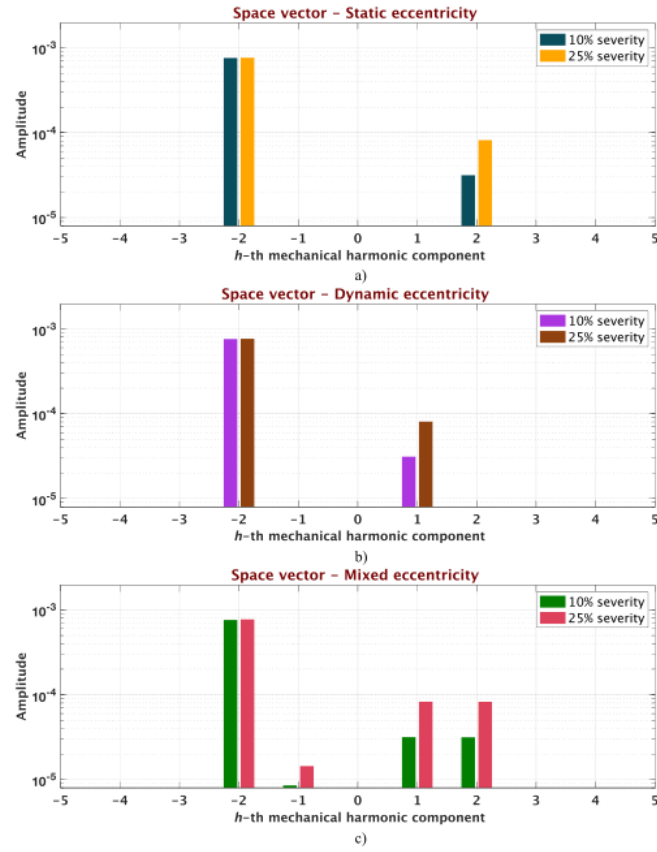 Space vector – Static eccentricity
10% severity
25% severity
10⁻³
10⁻⁴
10⁻⁵
Amplitude
-5 -4 -3 -2 -1 0 1 2 3 4 5
h-th mechanical harmonic component
a)
Space vector – Dynamic eccentricity
10% severity
25% severity
10⁻³
10⁻⁴
10⁻⁵
Amplitude
-5 -4 -3 -2 -1 0 1 2 3 4 5
h-th mechanical harmonic component
b)
Space vector – Mixed eccentricity
10% severity
25% severity
10⁻³
10⁻⁴
10⁻⁵
Amplitude
-5 -4 -3 -2 -1 0 1 2 3 4 5
h-th mechanical harmonic component
c)